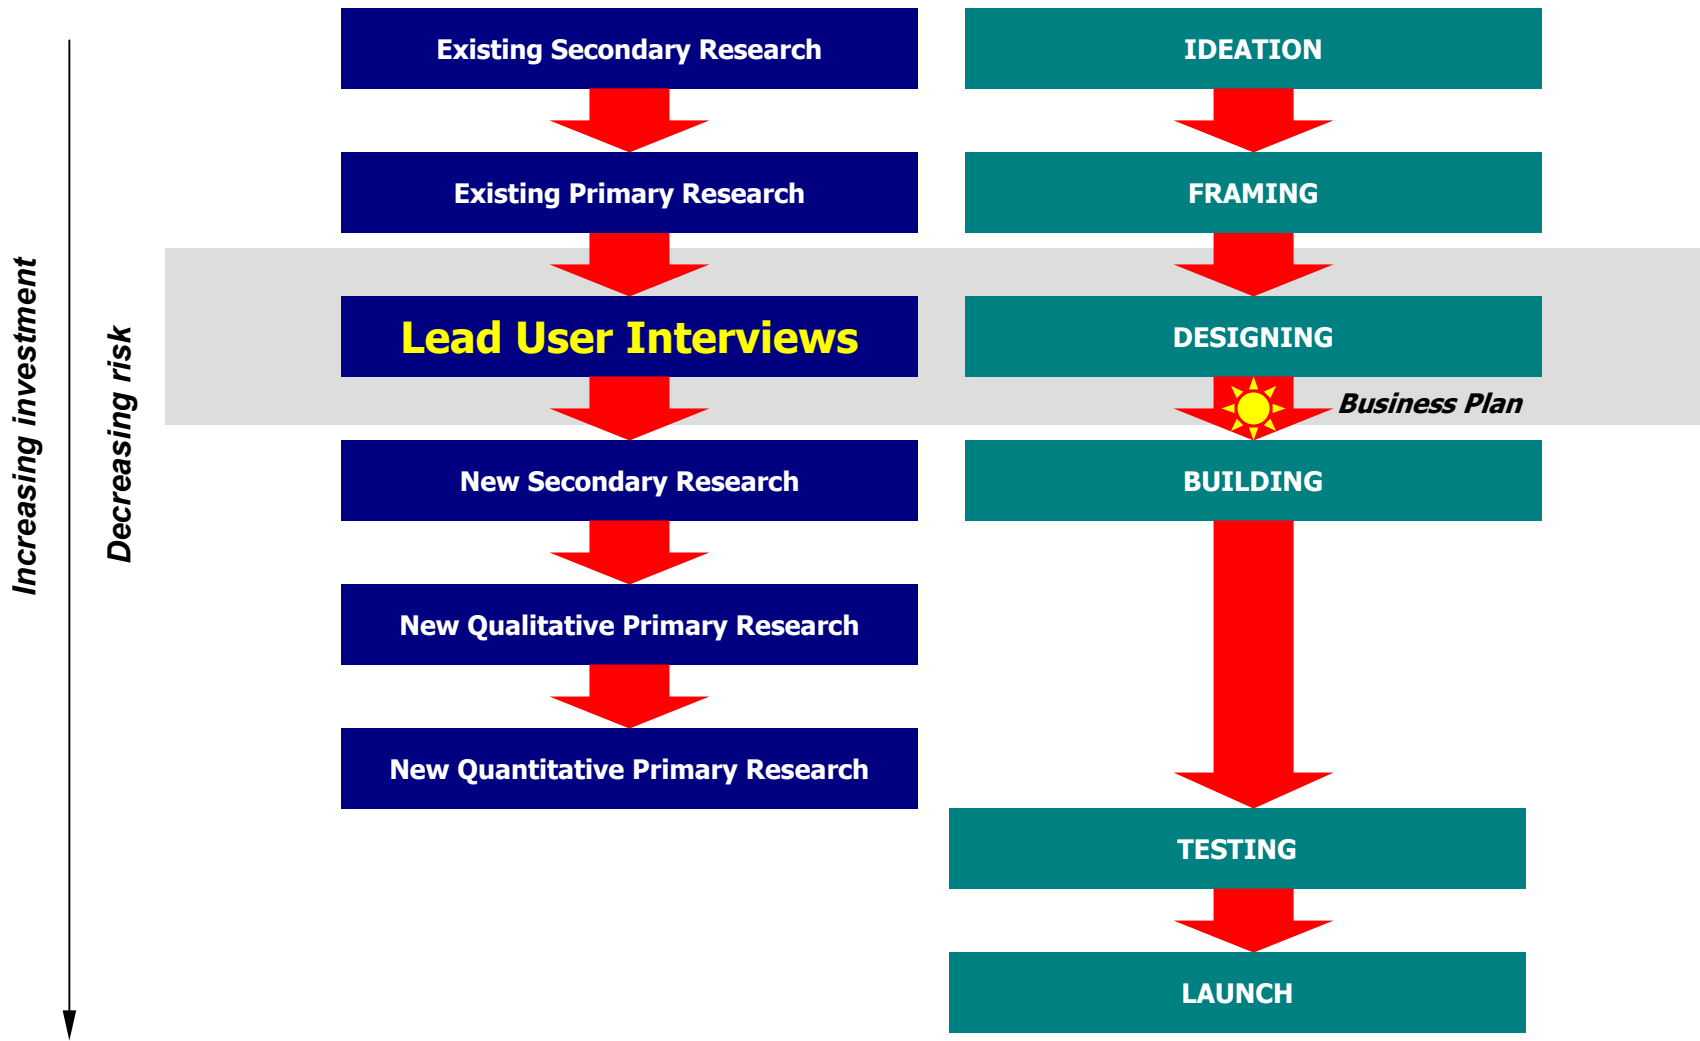 Existing Secondary Research
IDEATION
Existing Primary Research
FRAMING
Increasing investment
Decreasing risk
Lead User Interviews
DESIGNING
Business Plan
New Secondary Research
BUILDING
New Qualitative Primary Research
New Quantitative Primary Research
TESTING
LAUNCH